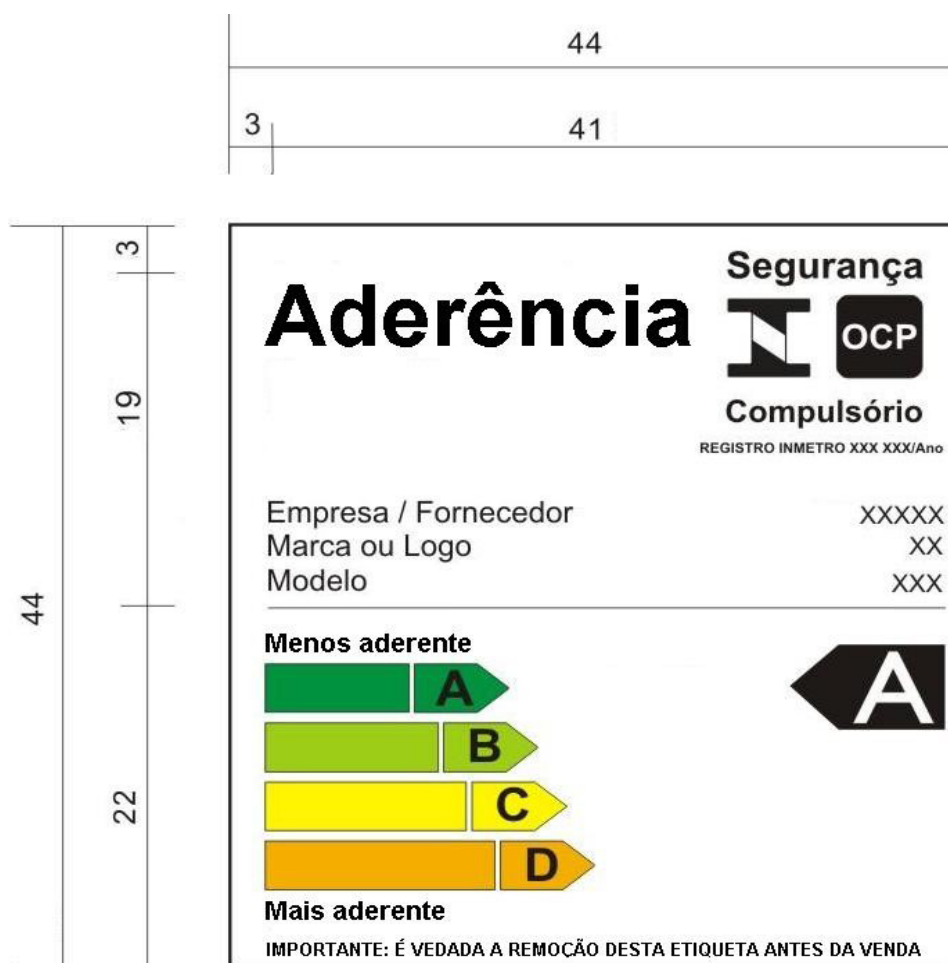 44
3 41
3
19
44
22
Aderência
Segurança
OCP
Compulsório
REGISTRO INMETRO XXX XXX/Ano
Empresa / Fornecedor XXXXX
Marca ou Logo XX
Modelo XXX
Menos aderente
A A
B
C
D
Mais aderente
IMPORTANTE: É VEDADA A REMOÇÃO DESTA ETIQUETA ANTES DA VENDA